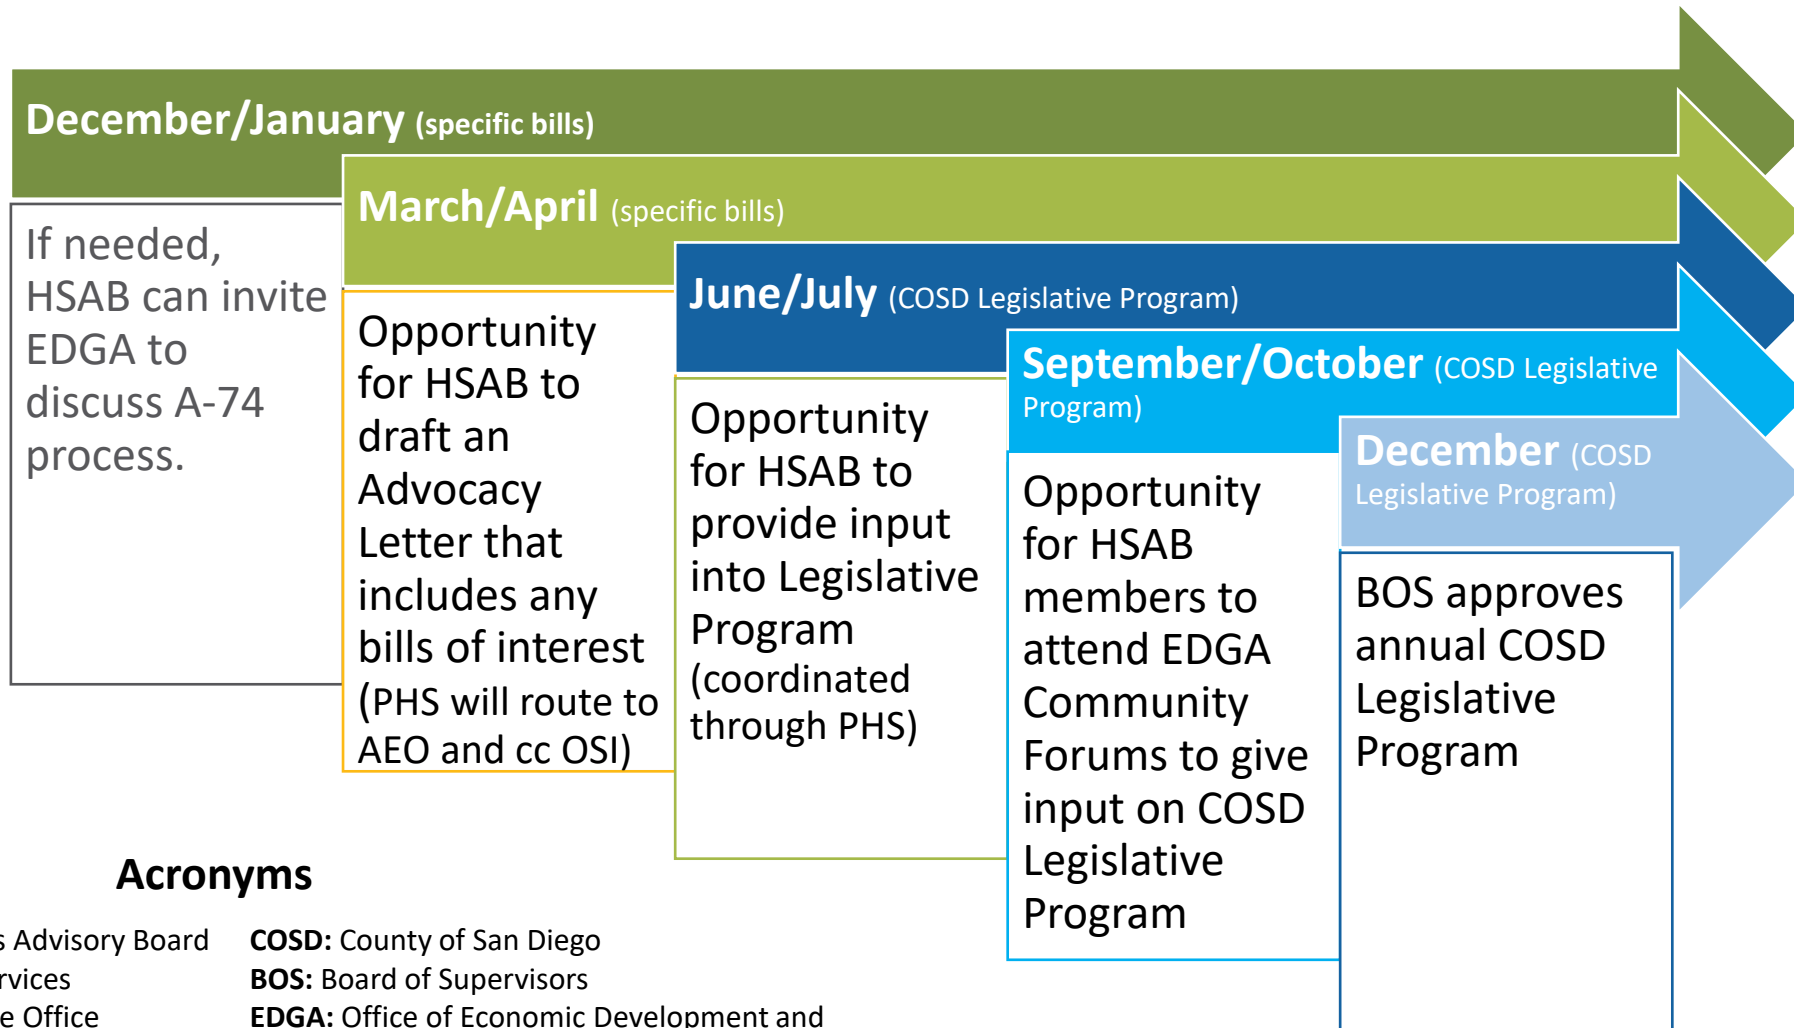 December/January (specific bills)
If needed,
HSAB can invite
EDGA to
discuss A-74
process.
March/April (specific bills)
Opportunity
for HSAB to
draft an
Advocacy
Letter that
includes any
bills of interest
(PHS will route to
AEO and cc OSI)
June/July (COSD Legislative Program)
Opportunity
for HSAB to
provide input
into Legislative
Program
(coordinated
through PHS)
September/October (COSD Legislative
Program)
Opportunity
for HSAB
members to
attend EDGA
Community
Forums to give
input on COSD
Legislative
Program
December (COSD
Legislative Program)
BOS approves
annual COSD
Legislative
Program
Acronyms
Advisory Board
Office
COSD: County of San Diego
BOS: Board of Supervisors
EDGA: Office of Economic Development and